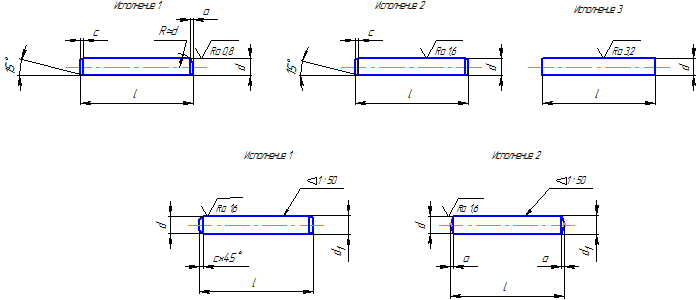 Исполнение 1
Исполнение 2
Исполнение 3
a
c
R≈d
Ra 0,8
15°
d
l
c
Ra 1,6
15°
d
l
Ra 3,2
d
l
Исполнение 1
Исполнение 2
1:50
Ra 1,6
d
d1
c×45°
l
1:50
Ra 1,6
d
d1
a
a
l